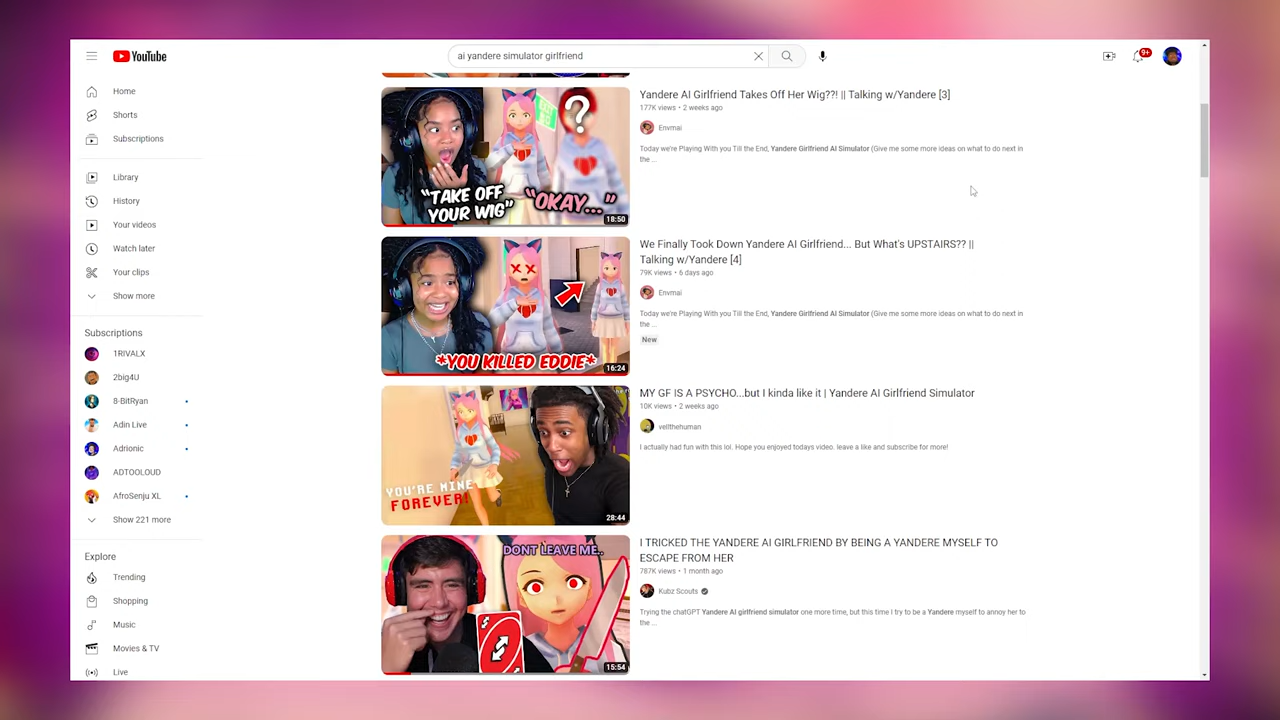 YouTube
ai yandere simulator girlfriend
9+
Home
Shorts
Subscriptions
Library
History
Your videos
Watch later
Your clips
Show more
Subscriptions
1RIVALX
2big4U
8-BitRyan
Adin Live
Adrionic
ADTOOLOUD
AfroSenju XL
Show 221 more
Explore
Trending
Shopping
Music
Movies & TV
Live
?
"TAKE OFF
YOUR WIG"
"OKAY..."
18:50
Yandere AI Girlfriend Takes Off Her Wig??! || Talking w/Yandere [3]
177K views • 2 weeks ago
Envmai
Today we're Playing With you Till the End, Yandere Girlfriend AI Simulator (Give me some more ideas on what to do next in
the ...
*YOU KILLED EDDIE*
16:24
We Finally Took Down Yandere AI Girlfriend... But What's UPSTAIRS?? ||
Talking w/Yandere [4]
79K views • 6 days ago
Envmai
Today we're Playing With you Till the End, Yandere Girlfriend AI Simulator (Give me some more ideas on what to do next in
the ...
New
YOU'RE MINE
FOREVER!
28:44
MY GF IS A PSYCHO...but I kinda like it | Yandere AI Girlfriend Simulator
10K views • 2 weeks ago
vellthehuman
I actually had fun with this lol. Hope you enjoyed todays video. leave a like and subscribe for more!
DONT LEAVE ME..
15:54
I TRICKED THE YANDERE AI GIRLFRIEND BY BEING A YANDERE MYSELF TO
ESCAPE FROM HER
787K views • 1 month ago
Kubz Scouts
Trying the chatGPT Yandere AI girlfriend simulator one more time, but this time I try to be a Yandere myself to annoy her to
the ...